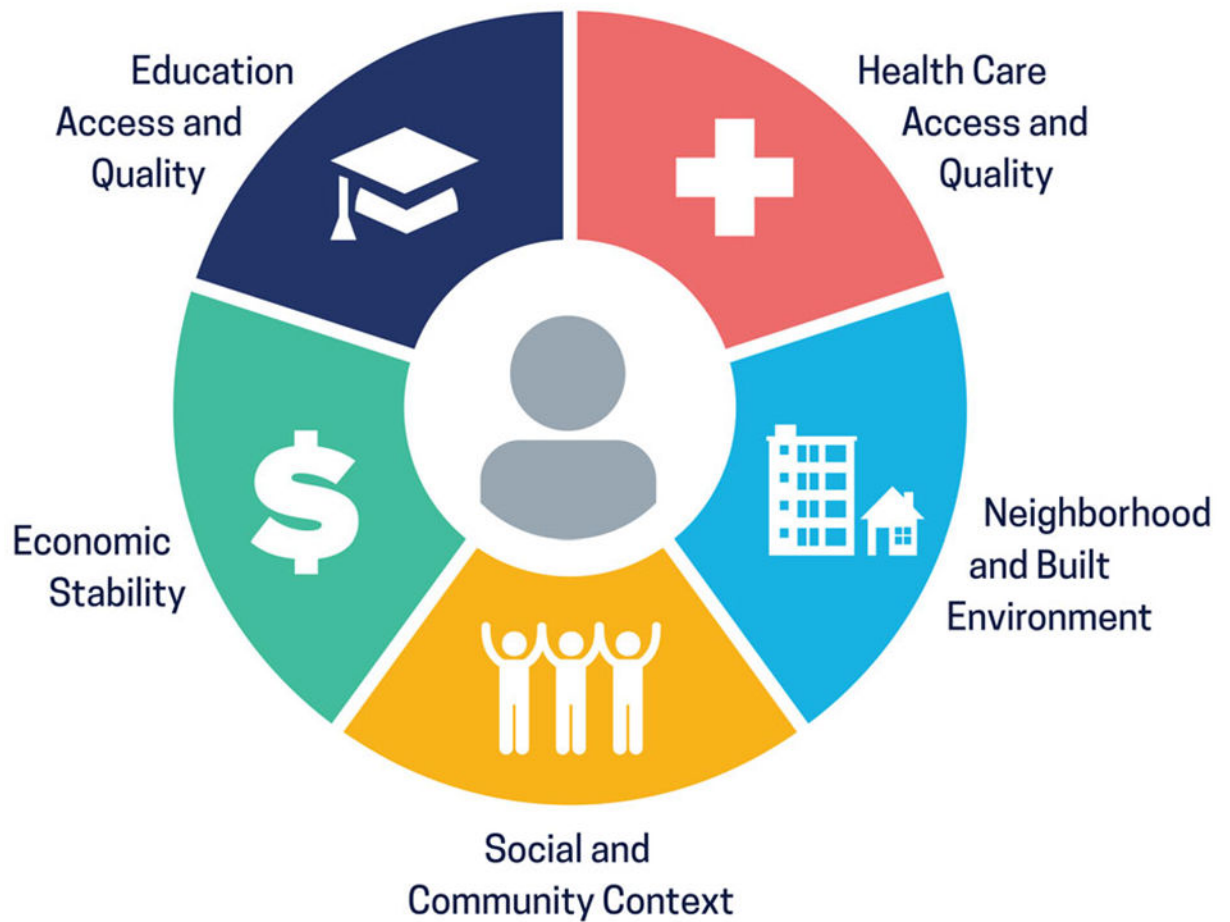 Education
Access and
Quality
Health Care
Access and
Quality
Economic
Stability
Neighborhood
and Built
Environment
Social and
Community Context